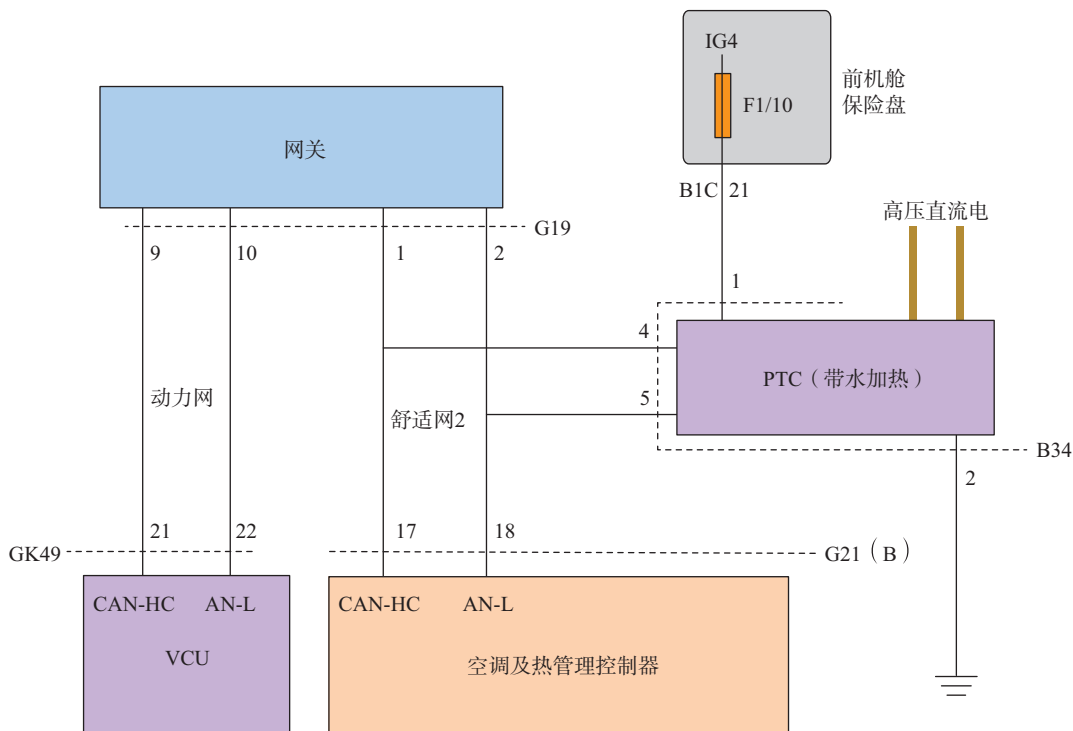 IG4
F1/10
前机舱
保险盘
网关
B1C 21
高压直流电
G19
9 10 1 2
1
4
PTC（带水加热）
动力网
舒适网2
5
B34
2
21 22 17 18
GK49
G21（B）
CAN-HC AN-L
CAN-HC AN-L
VCU
空调及热管理控制器